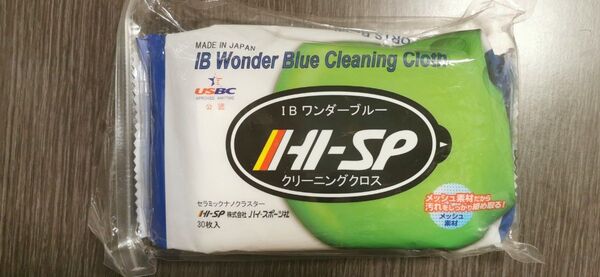 MADE IN JAPAN
IB Wonder Blue Cleaning Cloth
USBC
APPROVED ANYTIME
公認
IB ワンダーブルー
HI-SP
クリーニングクロス
メッシュ素材だから
汚れをしっかり絡め取る!
メッシュ
素材
セラミックナノクラスター
HI-SP 株式会社 ハイ・スポーツ社
30枚入